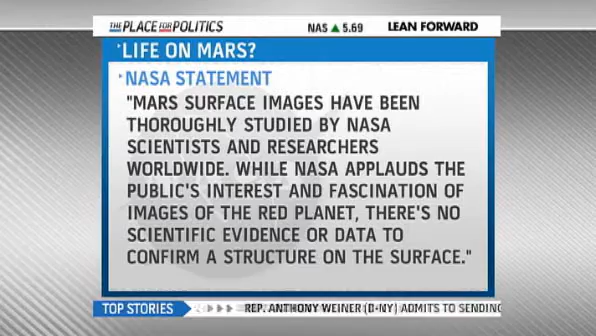 THE PLACE FOR POLITICS NAS ▲ 5.69 LEAN FORWARD
LIFE ON MARS?
NASA STATEMENT
"MARS SURFACE IMAGES HAVE BEEN
THOROUGHLY STUDIED BY NASA
SCIENTISTS AND RESEARCHERS
WORLDWIDE. WHILE NASA APPLAUDS THE
PUBLIC'S INTEREST AND FASCINATION OF
IMAGES OF THE RED PLANET, THERE'S NO
SCIENTIFIC EVIDENCE OR DATA TO
CONFIRM A STRUCTURE ON THE SURFACE."
TOP STORIES REP. ANTHONY WEINER (D-NY) ADMITS TO SENDING